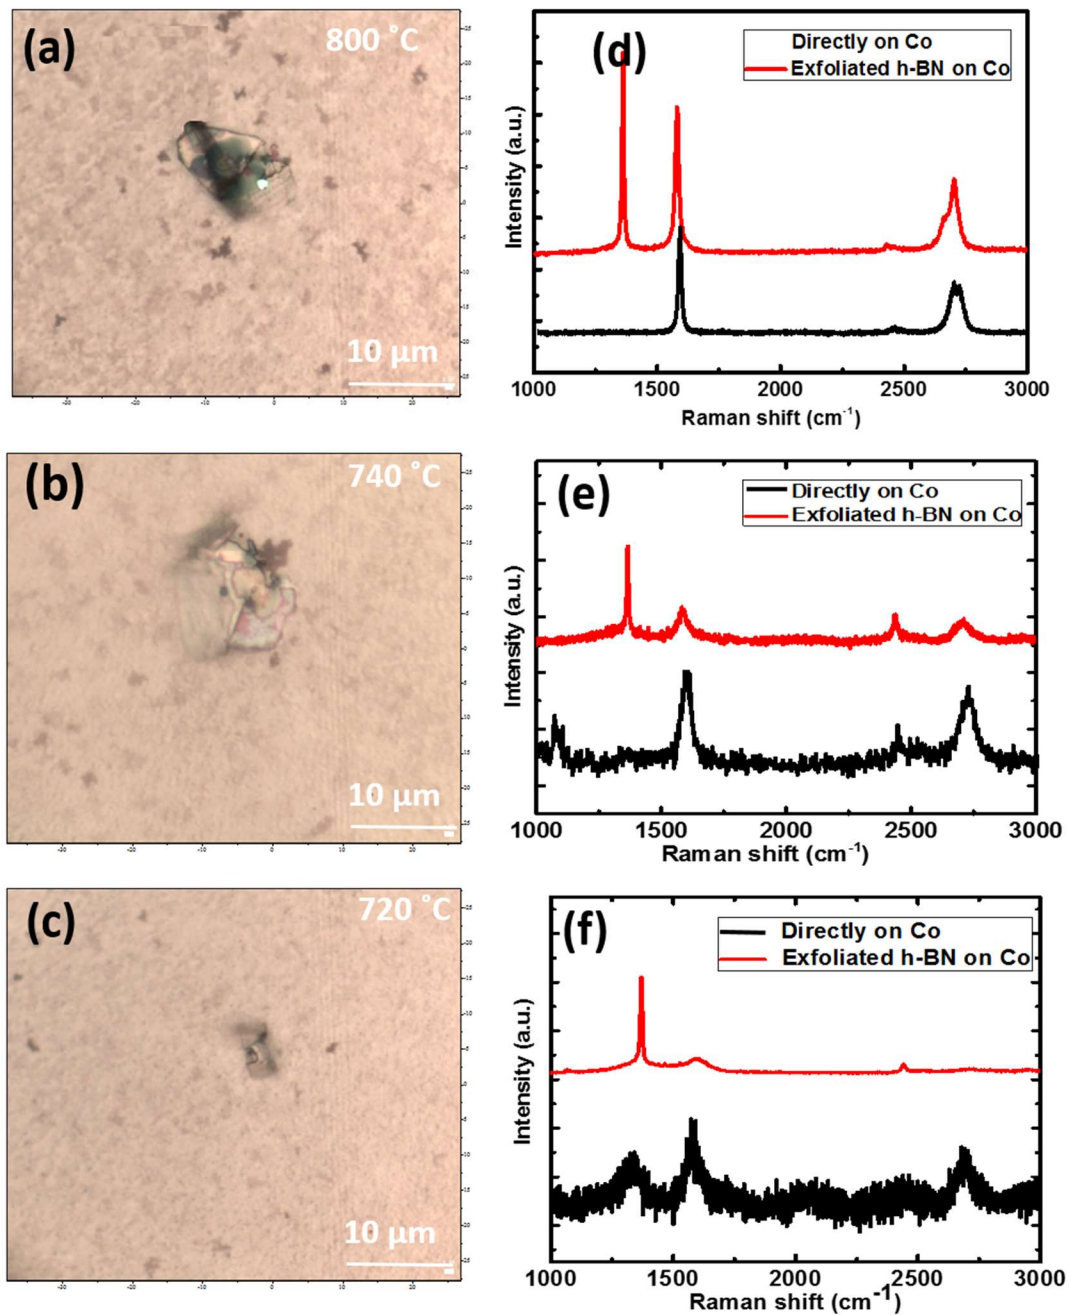 (a)
800 °C
10 µm
(d)
Directly on Co
Exfoliated h-BN on Co
Intensity (a.u.)
1000 1500 2000 2500 3000
Raman shift (cm⁻¹)
(b)
740 °C
10 µm
(e)
Directly on Co
Exfoliated h-BN on Co
Intensity (a.u.)
1000 1500 2000 2500 3000
Raman shift (cm⁻¹)
(c)
720 °C
10 µm
(f)
Directly on Co
Exfoliated h-BN on Co
Intensity (a.u.)
1000 1500 2000 2500 3000
Raman shift (cm⁻¹)